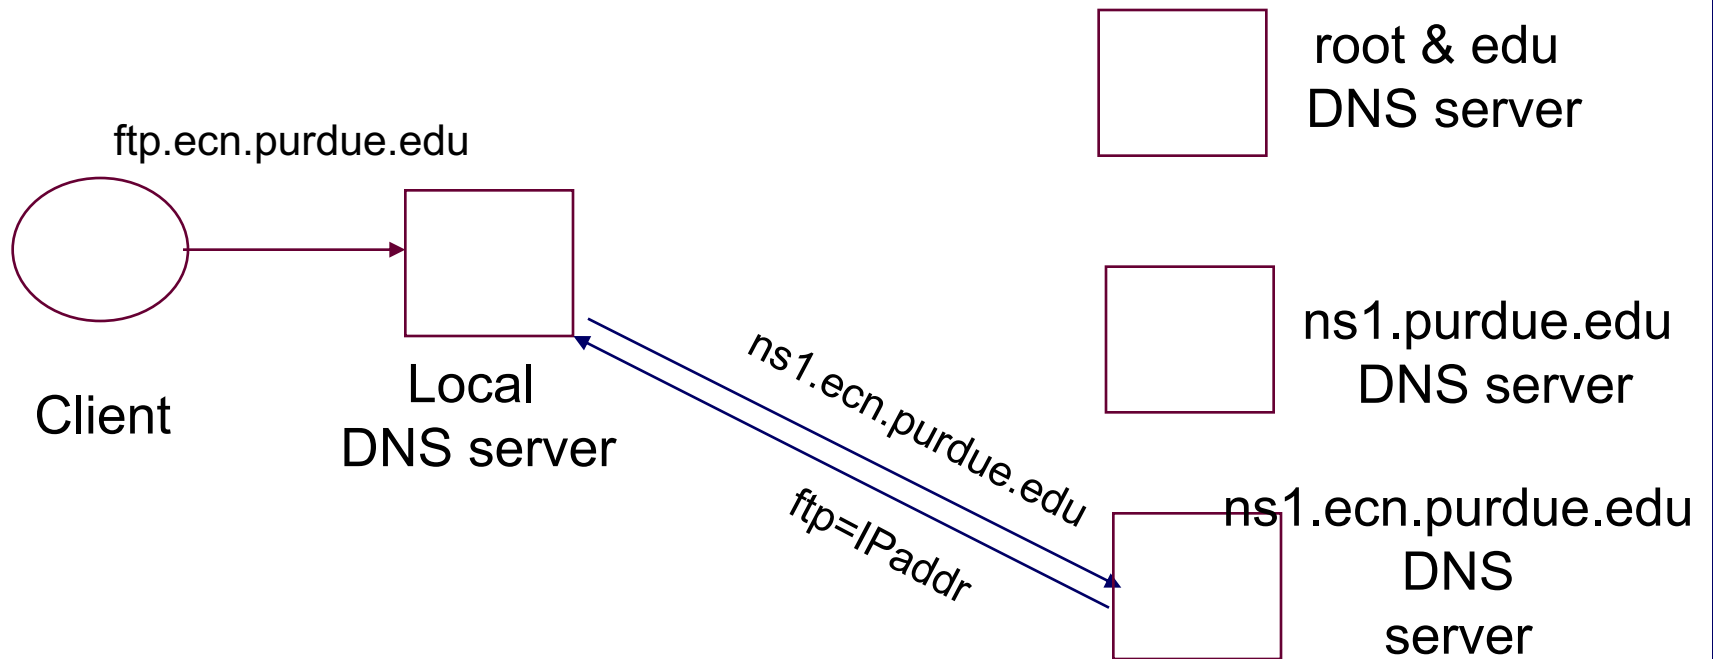 root & edu
DNS server
ftp.ecn.purdue.edu
Client
Local
DNS server
ns1.ecn.purdue.edu
ftp=IPaddr
ns1.purdue.edu
DNS server
ns1.ecn.purdue.edu
DNS
server